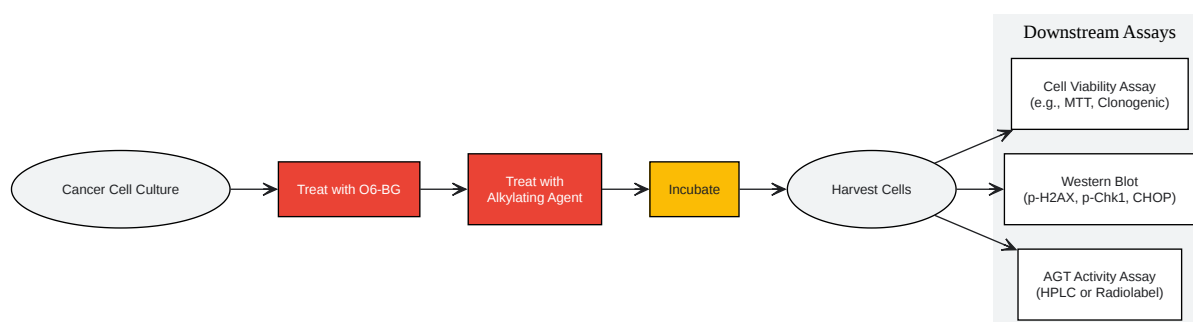 Downstream Assays
Cancer Cell Culture
Treat with O6-BG
Treat with
Alkylating Agent
Incubate
Harvest Cells
Cell Viability Assay
(e.g., MTT, Clonogenic)
Western Blot
(p-H2AX, p-Chk1, CHOP)
AGT Activity Assay
(HPLC or Radiolabel)